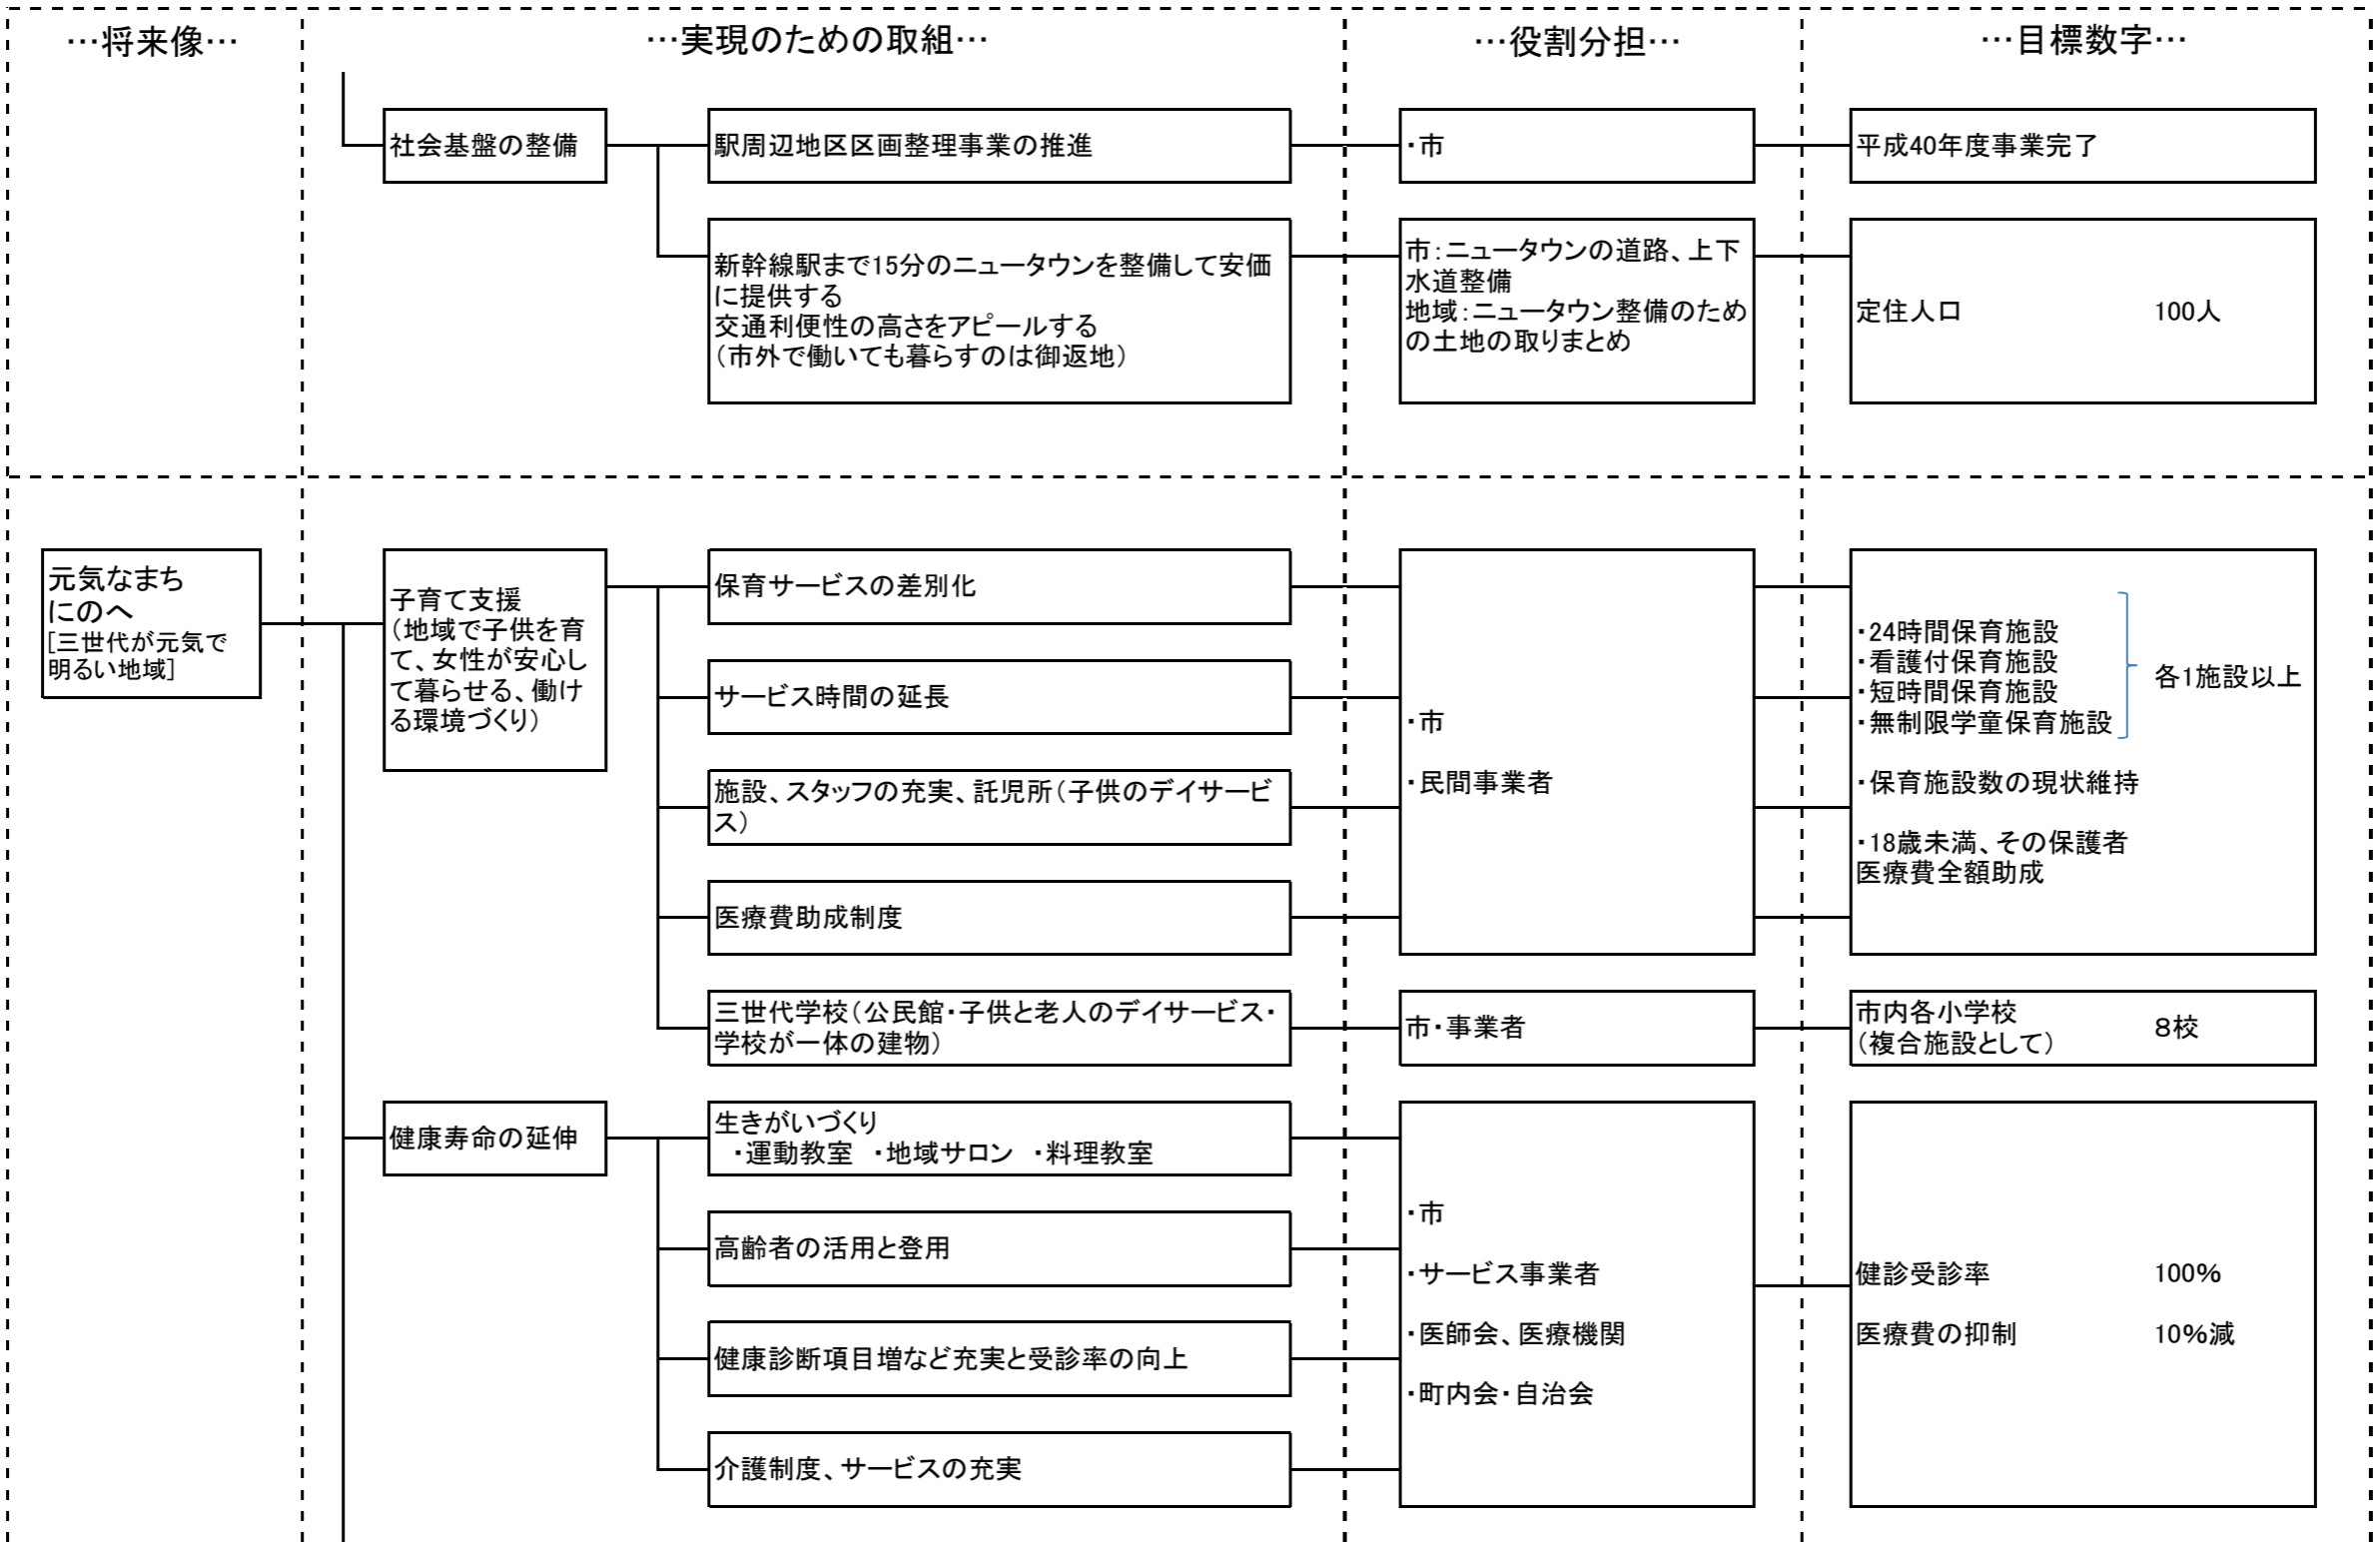 …将来像…
…実現のための取組…
…役割分担…
…目標数字…
社会基盤の整備
駅周辺地区区画整理事業の推進
・市
平成40年度事業完了
新幹線駅まで15分のニュータウンを整備して安価
に提供する
交通利便性の高さをアピールする
（市外で働いても暮らすのは御返地）
市：ニュータウンの道路、上下
水道整備
地域：ニュータウン整備のため
の土地の取りまとめ
定住人口 100人
元気なまち
にのへ
[三世代が元気で
明るい地域]
子育て支援
（地域で子供を育
て、女性が安心し
て暮らせる、働け
る環境づくり）
保育サービスの差別化
サービス時間の延長
施設、スタッフの充実、託児所（子供のデイサービ
ス）
医療費助成制度
・市
・民間事業者
・24時間保育施設
・看護付保育施設
・短時間保育施設
・無制限学童保育施設
各1施設以上
・保育施設数の現状維持
・18歳未満、その保護者
医療費全額助成
三世代学校（公民館・子供と老人のデイサービス・
学校が一体の建物）
市・事業者
市内各小学校
（複合施設として） ８校
健康寿命の延伸
生きがいづくり
・運動教室　・地域サロン　・料理教室
高齢者の活用と登用
健康診断項目増など充実と受診率の向上
介護制度、サービスの充実
・市
・サービス事業者
・医師会、医療機関
・町内会・自治会
健診受診率 100%
医療費の抑制 10%減